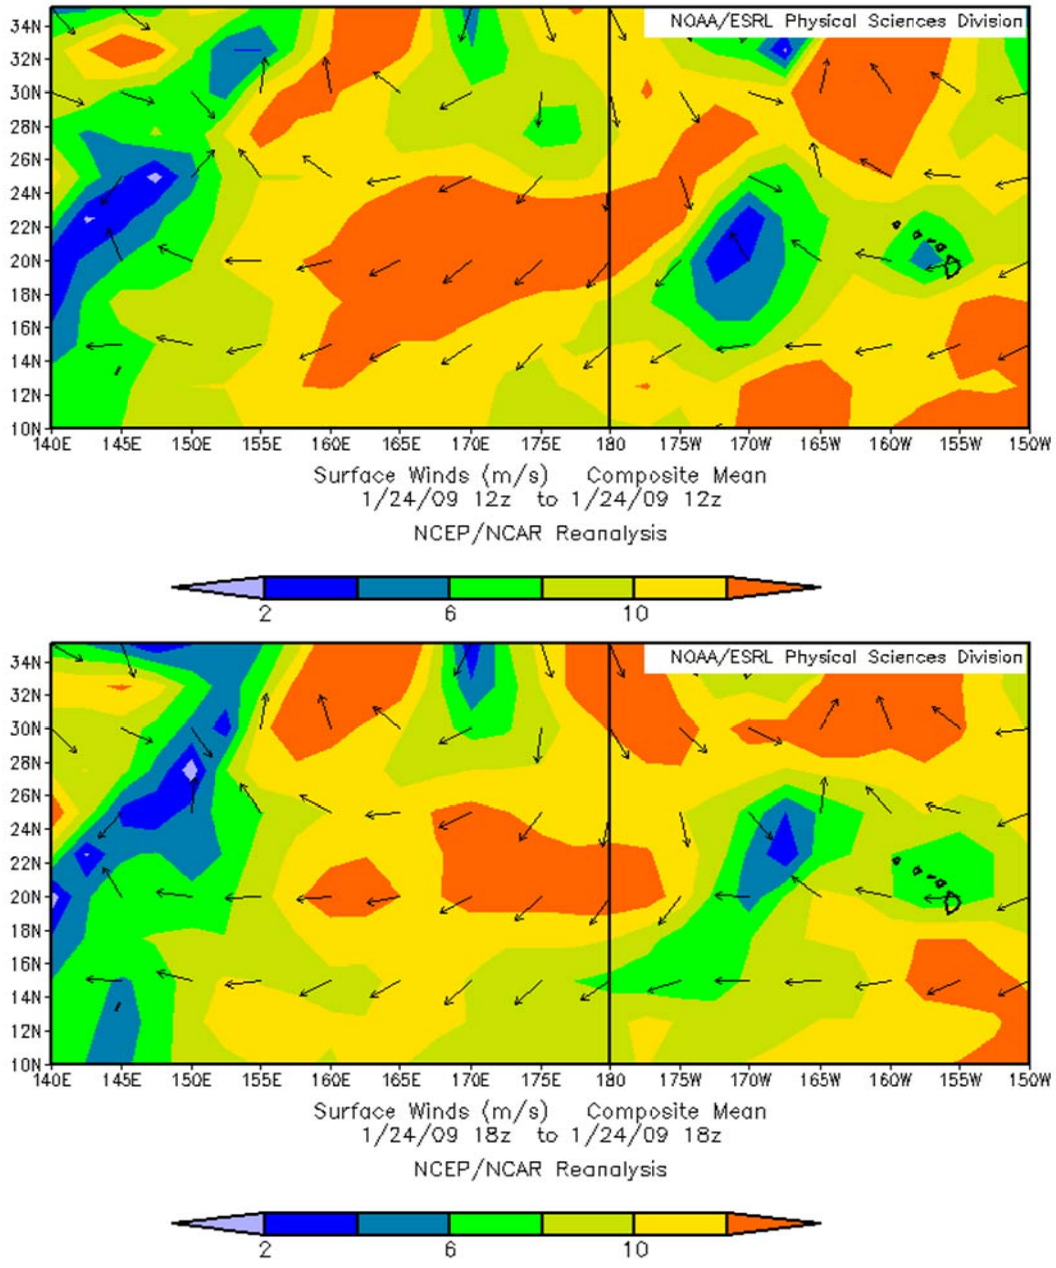 NOAA/ESRL Physical Sciences Division
34N
32N
30N
28N
26N
24N
22N
20N
18N
16N
14N
12N
10N
140E 145E 150E 155E 160E 165E 170E 175E 180 175W 170W 165W 160W 155W 150W
Surface Winds (m/s) Composite Mean
1/24/09 12z to 1/24/09 12z
NCEP/NCAR Reanalysis
2 6 10
NOAA/ESRL Physical Sciences Division
34N
32N
30N
28N
26N
24N
22N
20N
18N
16N
14N
12N
10N
140E 145E 150E 155E 160E 165E 170E 175E 180 175W 170W 165W 160W 155W 150W
Surface Winds (m/s) Composite Mean
1/24/09 18z to 1/24/09 18z
NCEP/NCAR Reanalysis
2 6 10